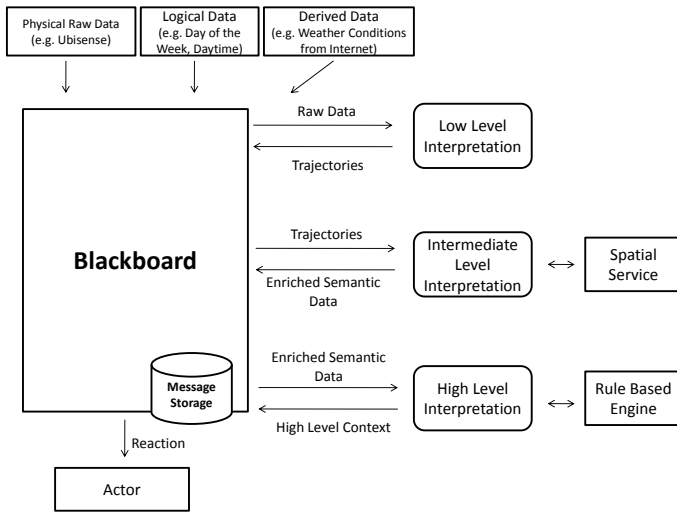 Physical Raw Data
(e.g. Ubisense)
Logical Data
(e.g. Day of the
Week, Daytime)
Derived Data
(e.g. Weather Conditions
from Internet)
Raw Data
Low Level
Interpretation
Trajectories
Blackboard
Trajectories
Intermediate
Level
Interpretation
Spatial
Service
Enriched Semantic
Data
Enriched Semantic
Data
Message
Storage
High Level
Interpretation
Rule Based
Engine
High Level Context
Reaction
Actor